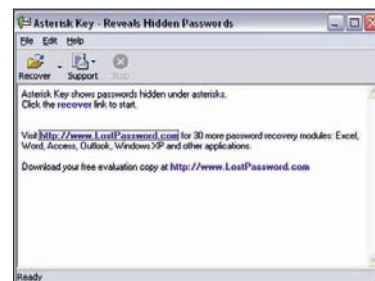 Asterisk Key - Reveals Hidden Passwords
File Edit Help
Recover Support Stop
Asterisk Key shows passwords hidden under asterisks.
Click the recover link to start.
Visit http://www.LostPassword.com for 30 more password recovery modules: Excel,
Word, Access, Outlook, Windows XP and other applications.
Download your free evaluation copy at http://www.LostPassword.com
Ready